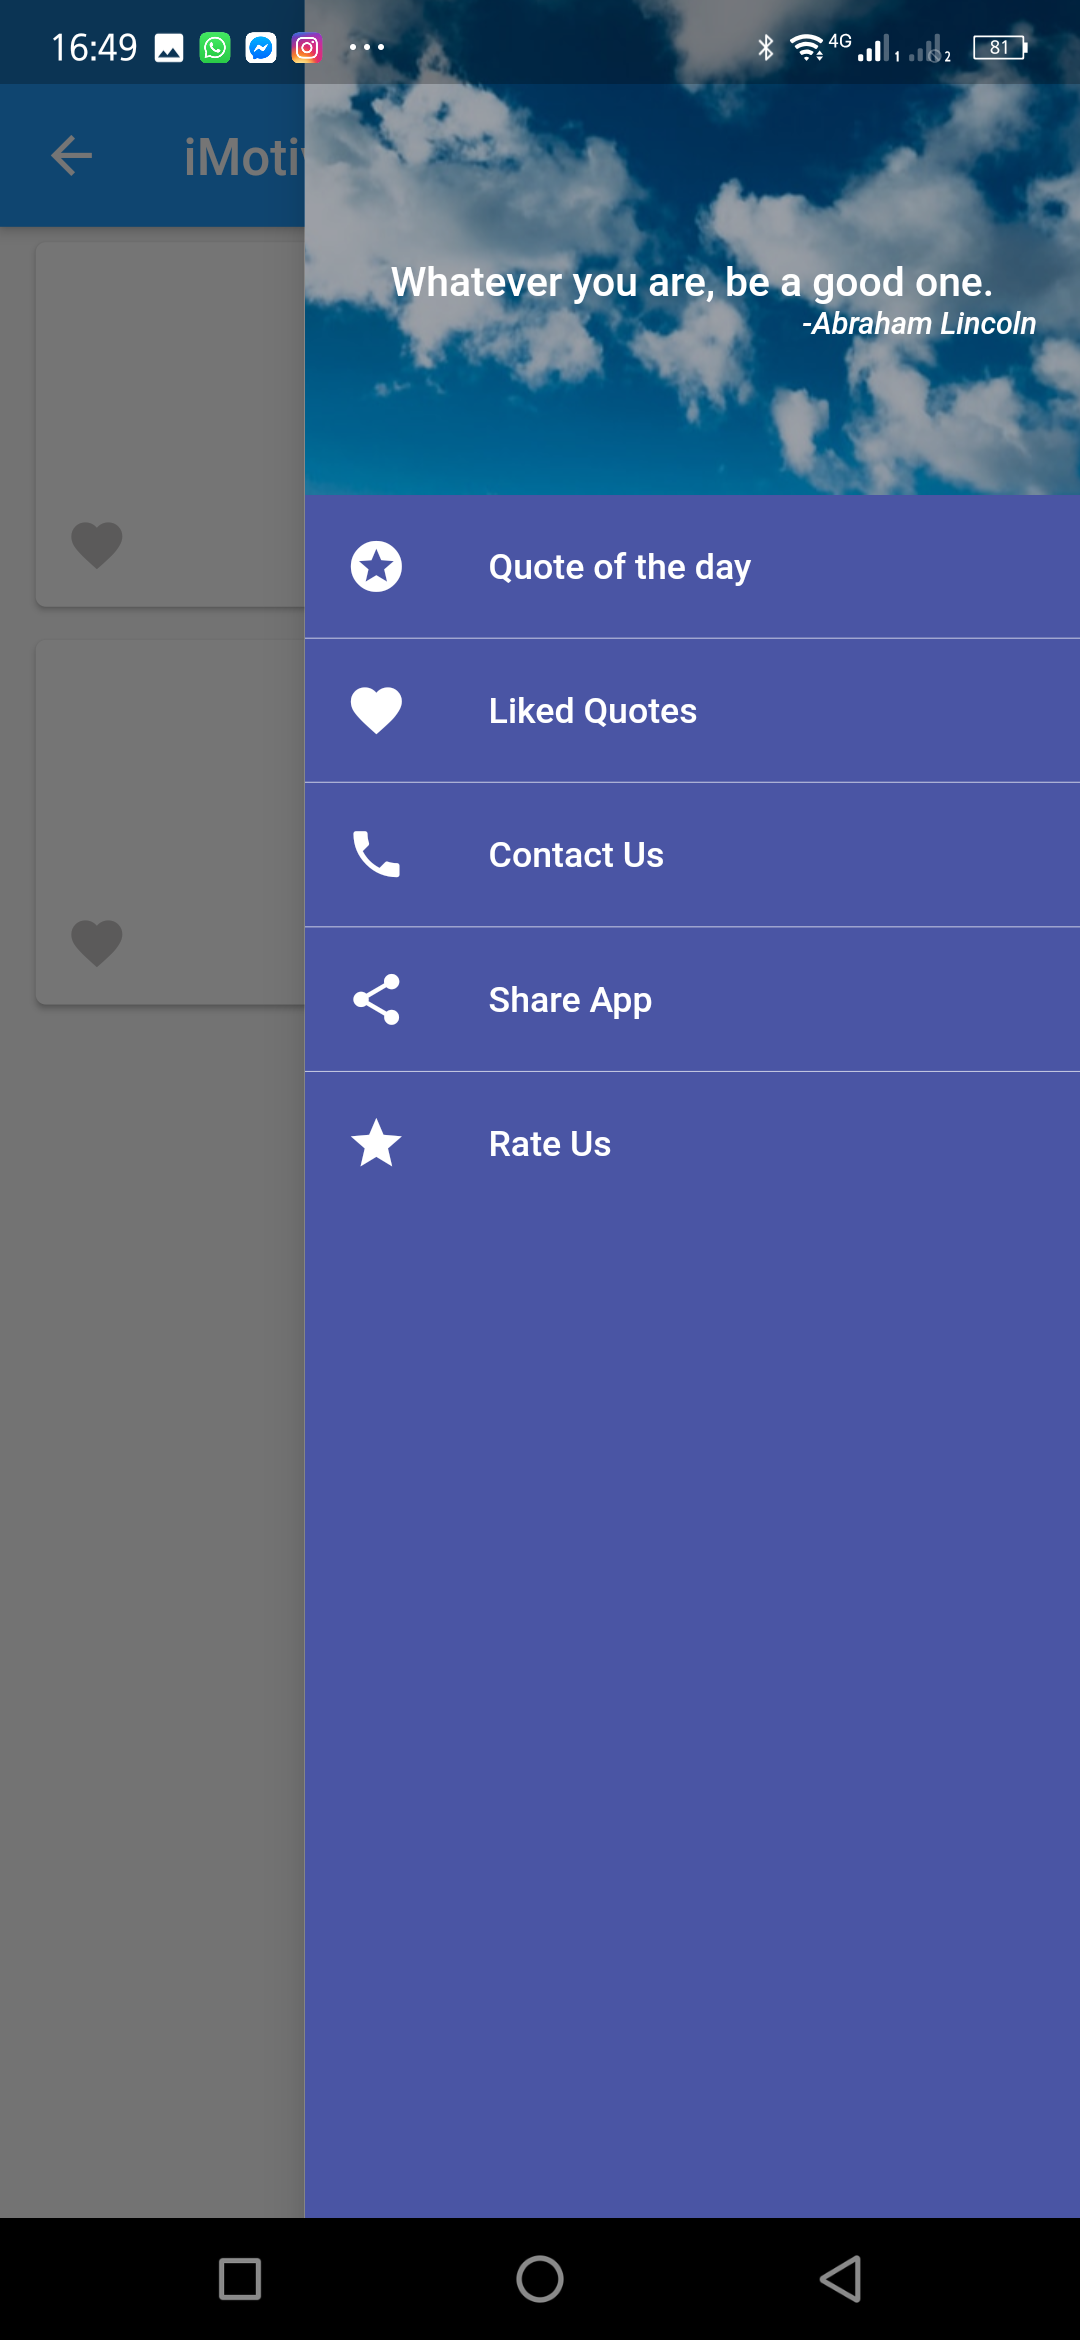 16:49 4G 1 2 81
iMoti
Whatever you are, be a good one.
-Abraham Lincoln
Quote of the day
Liked Quotes
Contact Us
Share App
Rate Us